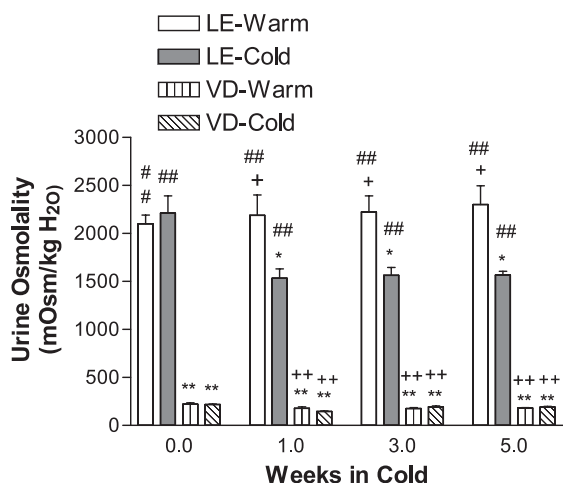 LE-Warm
LE-Cold
VD-Warm
VD-Cold
Urine Osmolality
(mOsm/kg H₂O)
3000
2500
2000
1500
1000
500
0
# ## ## ## ## ##
# + + +
## ## ##
* * *
++ ++ ++ ++ ++ ++
** ** ** ** ** ** ** **
0.0 1.0 3.0 5.0
Weeks in Cold